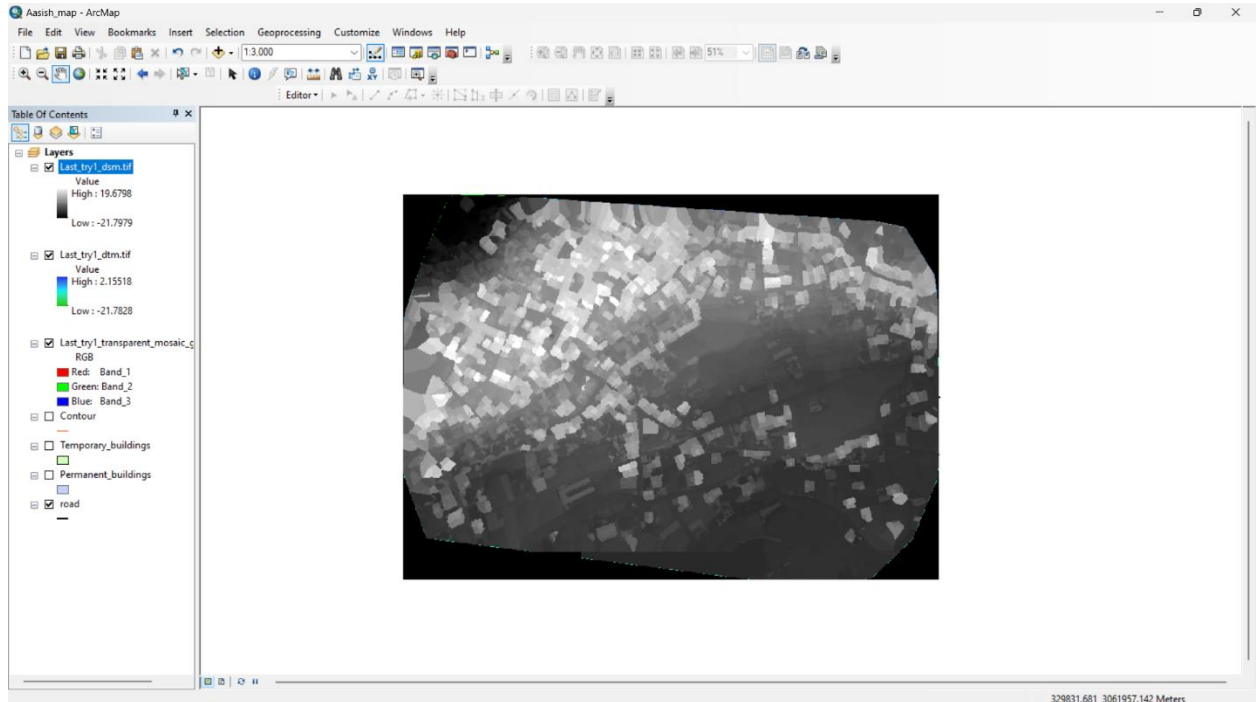 Aasish_map - ArcMap
File Edit View Bookmarks Insert Selection Geoprocessing Customize Windows Help
1:3,000
51%
Editor
Table Of Contents
Layers
Last_try1_dsm.tif
Value
High : 19.6798
Low : -21.7979
Last_try1_dtm.tif
Value
High : 2.15518
Low : -21.7828
Last_try1_transparent_mosaic_g
RGB
Red: Band_1
Green: Band_2
Blue: Band_3
Contour
Temporary_buildings
Permanent_buildings
road
329831.681 3061957.142 Meters